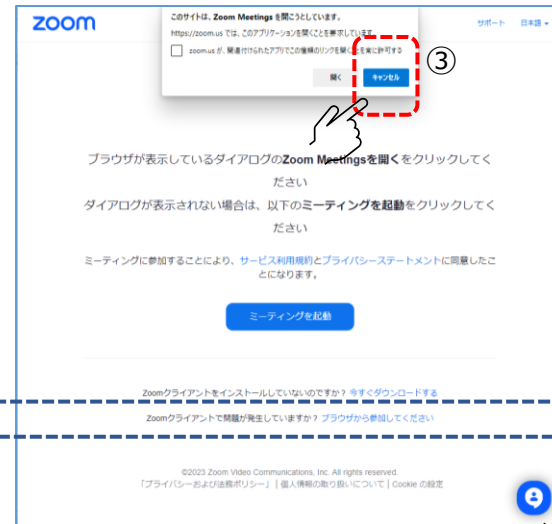 zoom
サポート 日本語
このサイトは、Zoom Meetings を開こうとしています。
https://zoom.us では、このアプリケーションを開くことを要求しています。
zoom.us が、関連付けられたアプリでこの種類のリンクを開くことを常に許可する
開く キャンセル
③
ブラウザが表示しているダイアログのZoom Meetingsを開くをクリックしてく
ださい
ダイアログが表示されない場合は、以下のミーティングを起動をクリックしてく
ださい
ミーティングに参加することにより、サービス利用規約とプライバシーステートメントに同意したこ
とになります。
ミーティングを起動
Zoomクライアントをインストールしていないのですか？ 今すぐダウンロードする
Zoomクライアントで問題が発生していますか？ ブラウザから参加してください
©2023 Zoom Video Communications, Inc. All rights reserved.
「プライバシーおよび法務ポリシー」 | 個人情報の取り扱いについて | Cookie の設定